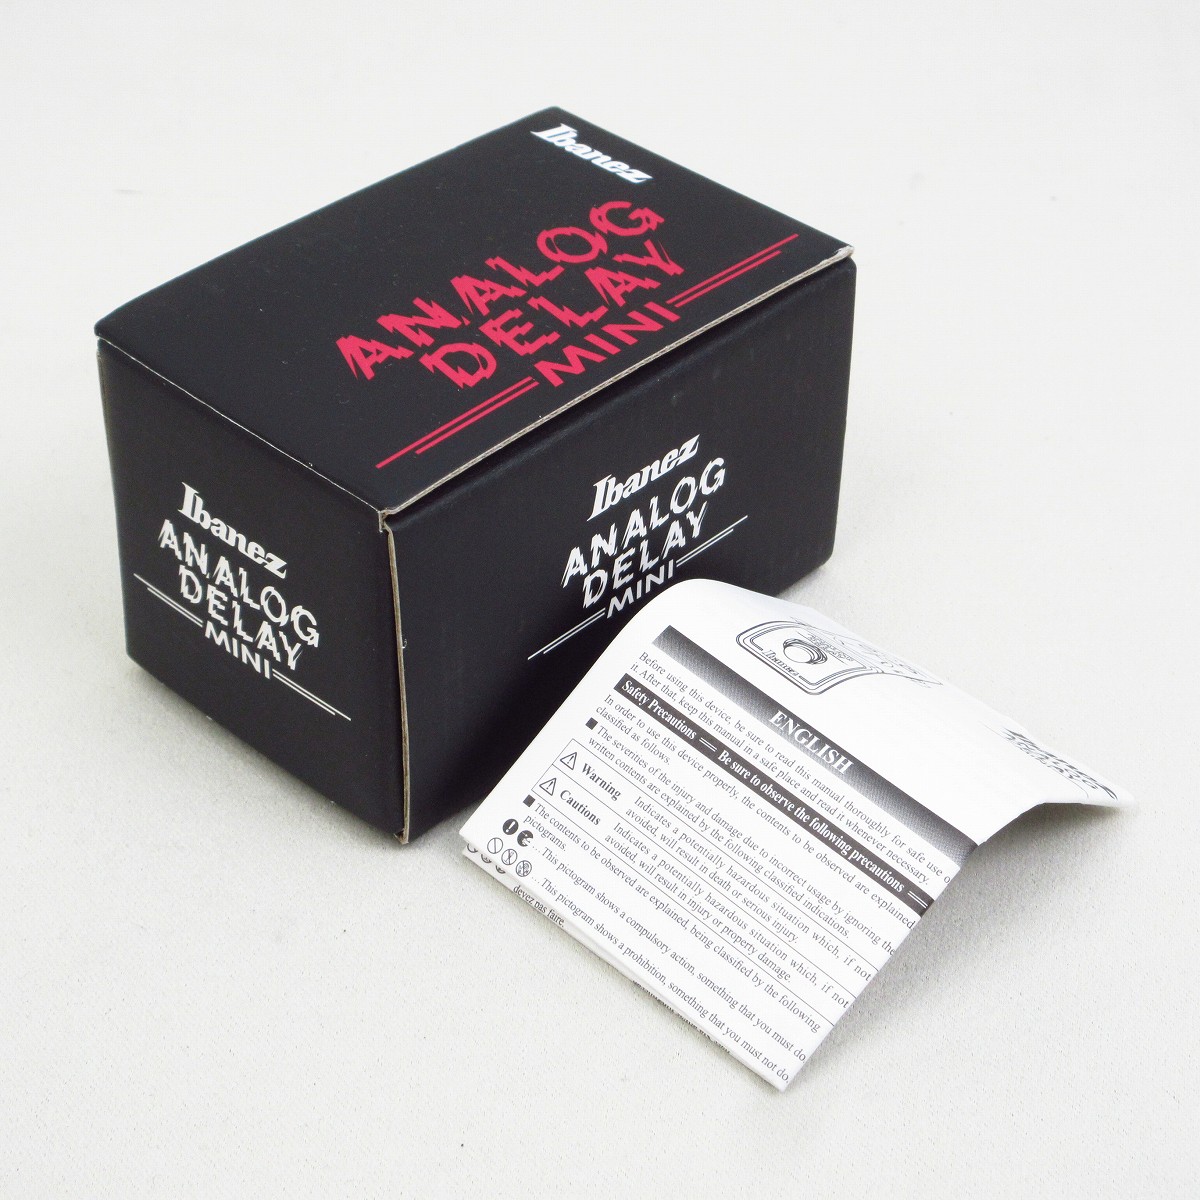 Ibanez
ANALOG
DELAY
MINI
Ibanez
ANALOG
DELAY
MINI
Ibanez
ANALOG
DELAY
MINI
Ibanez
ENGLISH
Before using this device, be sure to read this manual thoroughly for safe use o
it. After that, keep this manual in a safe place and read it whenever necessary.
Safety Precautions Be sure to observe the following precautions
In order to use this device properly, the contents to be observed are explained
classified as follows.
■ The severities of the injury and damage due to incorrect usage by ignoring the
written contents are explained by the following classified indications.
Warning Indicates a potentially hazardous situation which, if not
avoided, will result in death or serious injury.
Cautions Indicates a potentially hazardous situation which, if not
avoided, will result in injury or property damage.
■ The contents to be observed are explained, being classified by the following
pictograms.
... This pictogram shows a compulsory action, something that you must do.
... This pictogram shows a prohibition, something that you must not do.
devez pas faire.